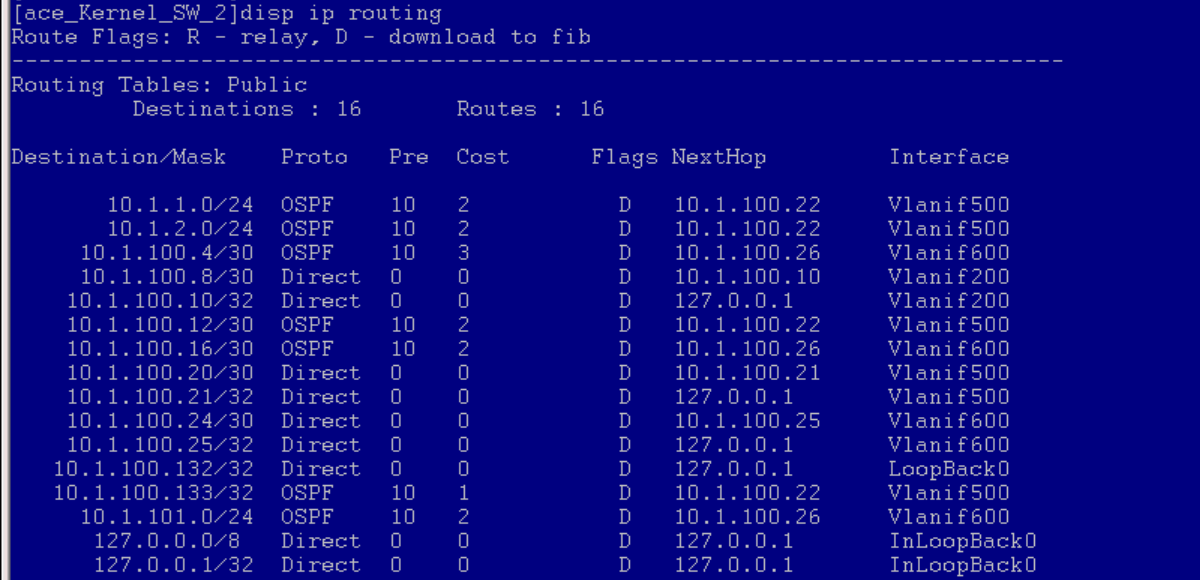 [ace_Kernel_SW_2]disp ip routing
Route Flags: R - relay, D - download to fib
------------------------------------------------------------------------------
Routing Tables: Public
         Destinations : 16       Routes : 16

Destination/Mask    Proto   Pre  Cost      Flags NextHop         Interface

       10.1.1.0/24  OSPF    10   2           D   10.1.100.22     Vlanif500
       10.1.2.0/24  OSPF    10   2           D   10.1.100.22     Vlanif500
     10.1.100.4/30  OSPF    10   3           D   10.1.100.26     Vlanif600
     10.1.100.8/30  Direct  0    0           D   10.1.100.10     Vlanif200
    10.1.100.10/32  Direct  0    0           D   127.0.0.1       Vlanif200
    10.1.100.12/30  OSPF    10   2           D   10.1.100.22     Vlanif500
    10.1.100.16/30  OSPF    10   2           D   10.1.100.26     Vlanif600
    10.1.100.20/30  Direct  0    0           D   10.1.100.21     Vlanif500
    10.1.100.21/32  Direct  0    0           D   127.0.0.1       Vlanif500
    10.1.100.24/30  Direct  0    0           D   10.1.100.25     Vlanif600
    10.1.100.25/32  Direct  0    0           D   127.0.0.1       Vlanif600
   10.1.100.132/32  Direct  0    0           D   127.0.0.1       LoopBack0
   10.1.100.133/32  OSPF    10   1           D   10.1.100.22     Vlanif500
     10.1.101.0/24  OSPF    10   2           D   10.1.100.26     Vlanif600
      127.0.0.0/8   Direct  0    0           D   127.0.0.1       InLoopBack0
      127.0.0.1/32  Direct  0    0           D   127.0.0.1       InLoopBack0